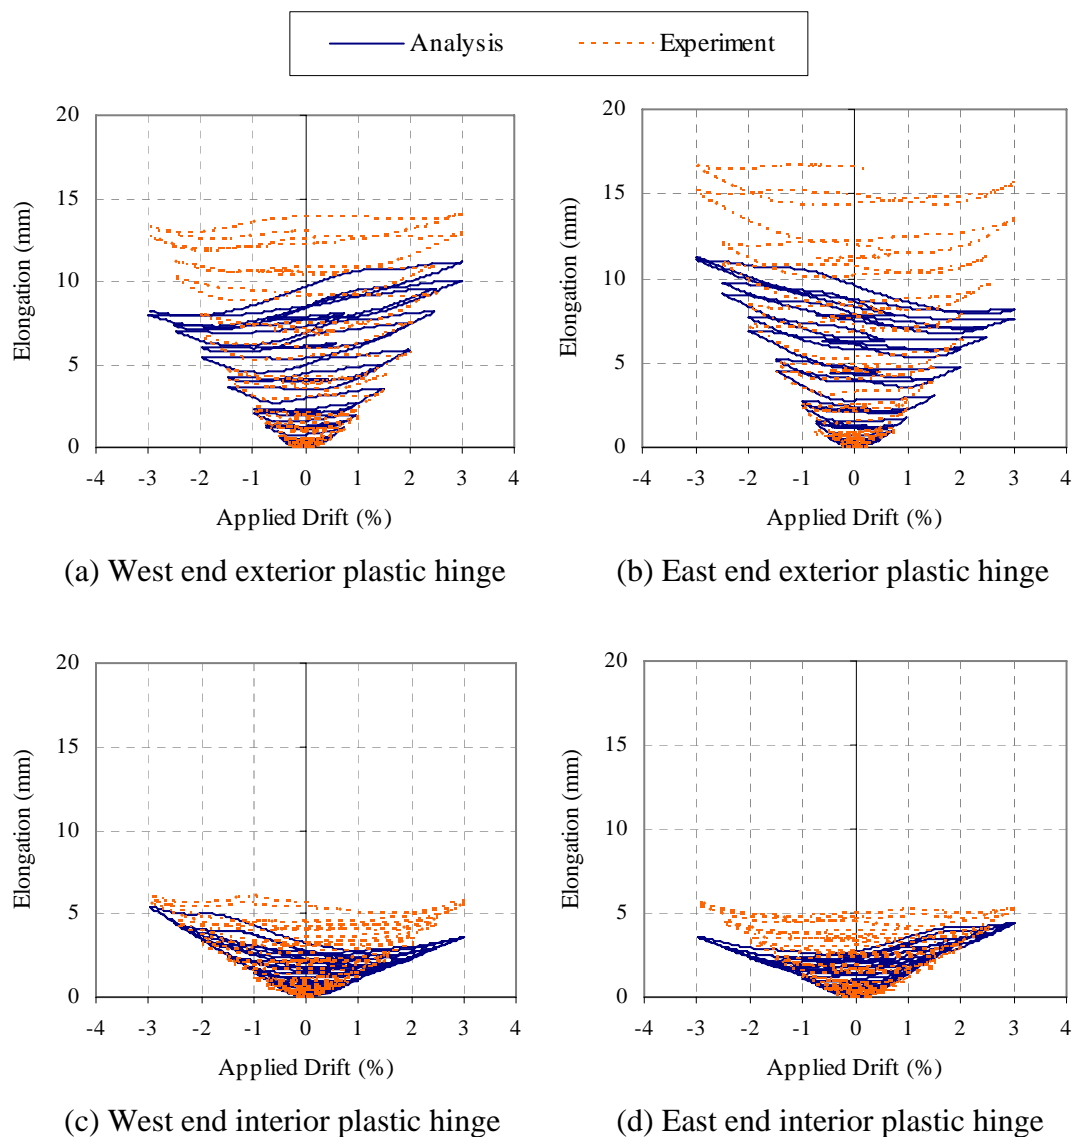 Analysis Experiment
20
15
10
5
0
Elongation (mm)
-4 -3 -2 -1 0 1 2 3 4
Applied Drift (%)
(a) West end exterior plastic hinge
20
15
10
5
0
Elongation (mm)
-4 -3 -2 -1 0 1 2 3 4
Applied Drift (%)
(b) East end exterior plastic hinge
20
15
10
5
0
Elongation (mm)
-4 -3 -2 -1 0 1 2 3 4
Applied Drift (%)
(c) West end interior plastic hinge
20
15
10
5
0
Elongation (mm)
-4 -3 -2 -1 0 1 2 3 4
Applied Drift (%)
(d) East end interior plastic hinge